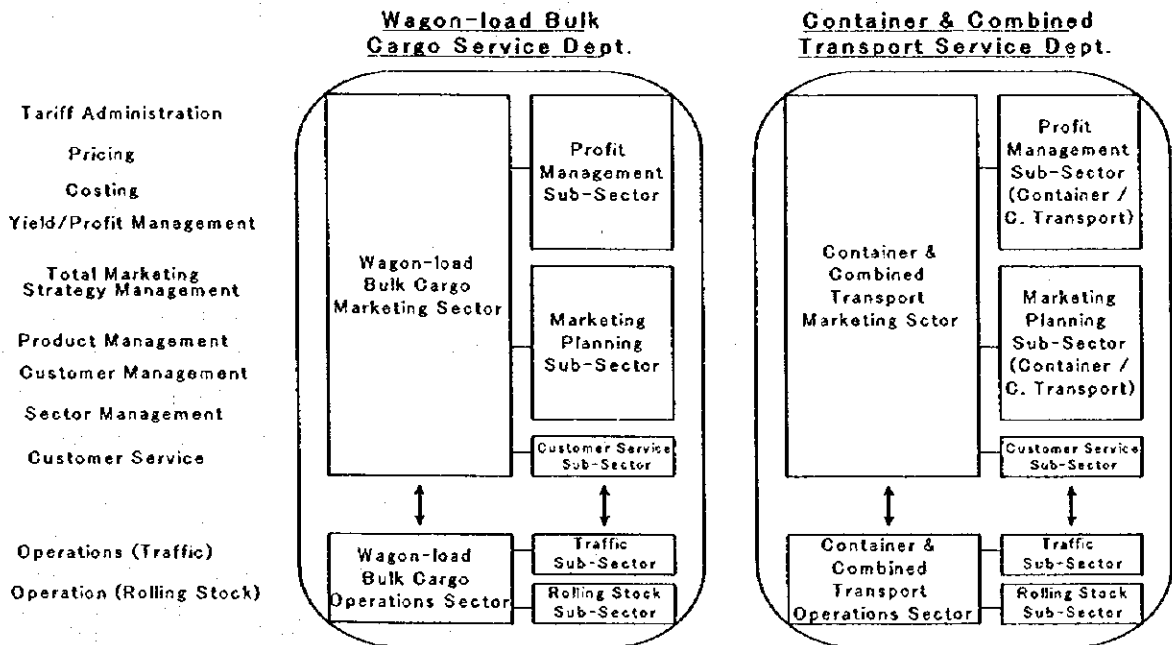 Wagon-load Bulk
Cargo Service Dept.
Container & Combined
Transport Service Dept.
Tariff Administration
Pricing
Costing
Yield/Profit Management
Total Marketing
Strategy Management
Product Management
Customer Management
Sector Management
Customer Service
Operations (Traffic)
Operation (Rolling Stock)
Wagon-load
Bulk Cargo
Marketing Sector
Profit
Management
Sub-Sector
Marketing
Planning
Sub-Sector
Customer Service
Sub-Sector
Wagon-load
Bulk Cargo
Operations Sector
Traffic
Sub-Sector
Rolling Stock
Sub-Sector
Container &
Combined
Transport
Marketing Sctor
Profit
Management
Sub-Sector
(Container /
C. Transport)
Marketing
Planning
Sub-Sector
(Container /
C. Transport)
Customer Service
Sub-Sector
Container &
Combined
Transport
Operations Sector
Traffic
Sub-Sector
Rolling Stock
Sub-Sector